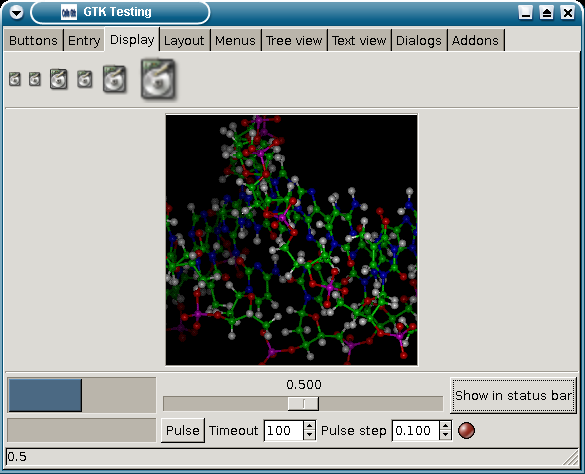 GTK Testing
Buttons Entry Display Layout Menus Tree view Text view Dialogs Addons
0.500
Show in status bar
Pulse Timeout 100 Pulse step 0.100
0.5